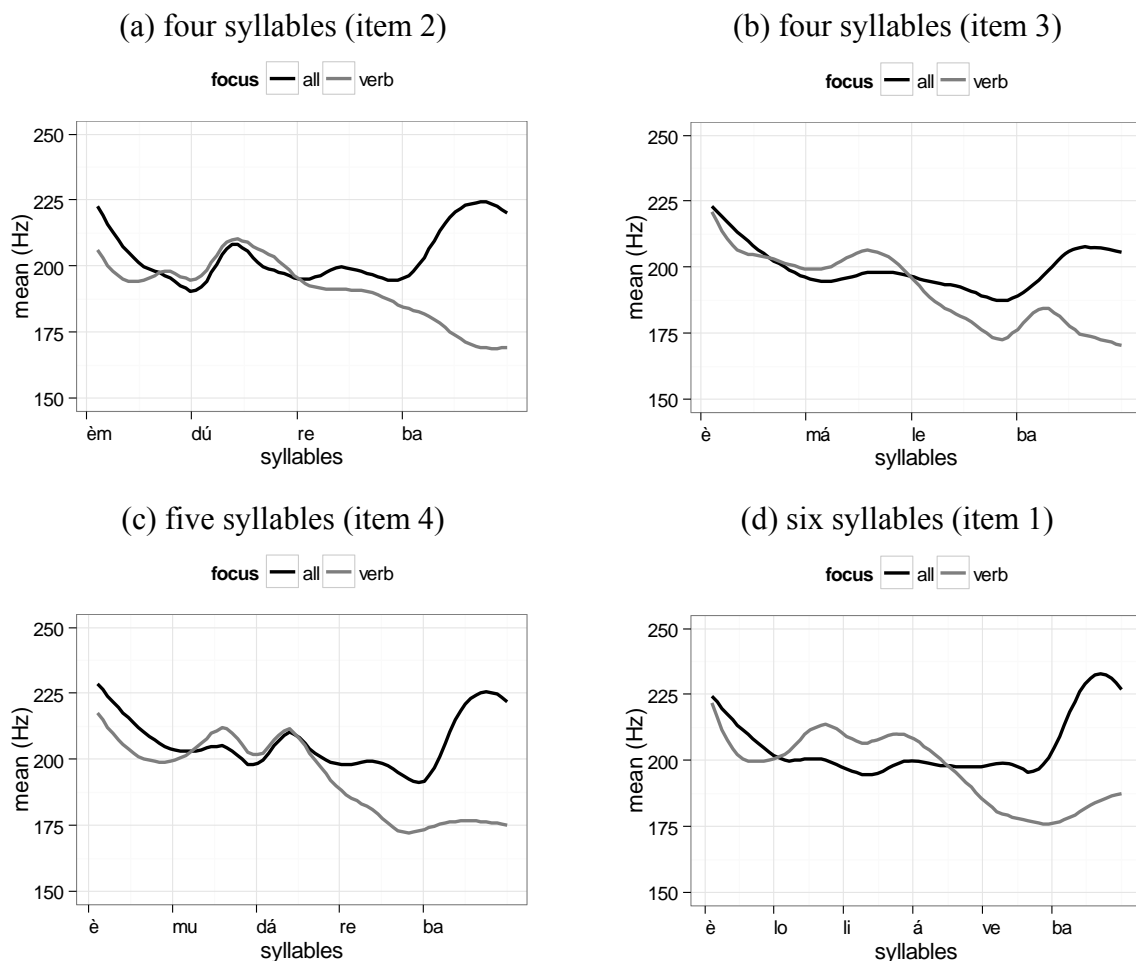 (a) four syllables (item 2)
focus all verb
mean (Hz)
250
225
200
175
150
èm dú re ba
syllables
(b) four syllables (item 3)
focus all verb
mean (Hz)
250
225
200
175
150
è má le ba
syllables
(c) five syllables (item 4)
focus all verb
mean (Hz)
250
225
200
175
150
è mu dá re ba
syllables
(d) six syllables (item 1)
focus all verb
mean (Hz)
250
225
200
175
150
è lo li á ve ba
syllables